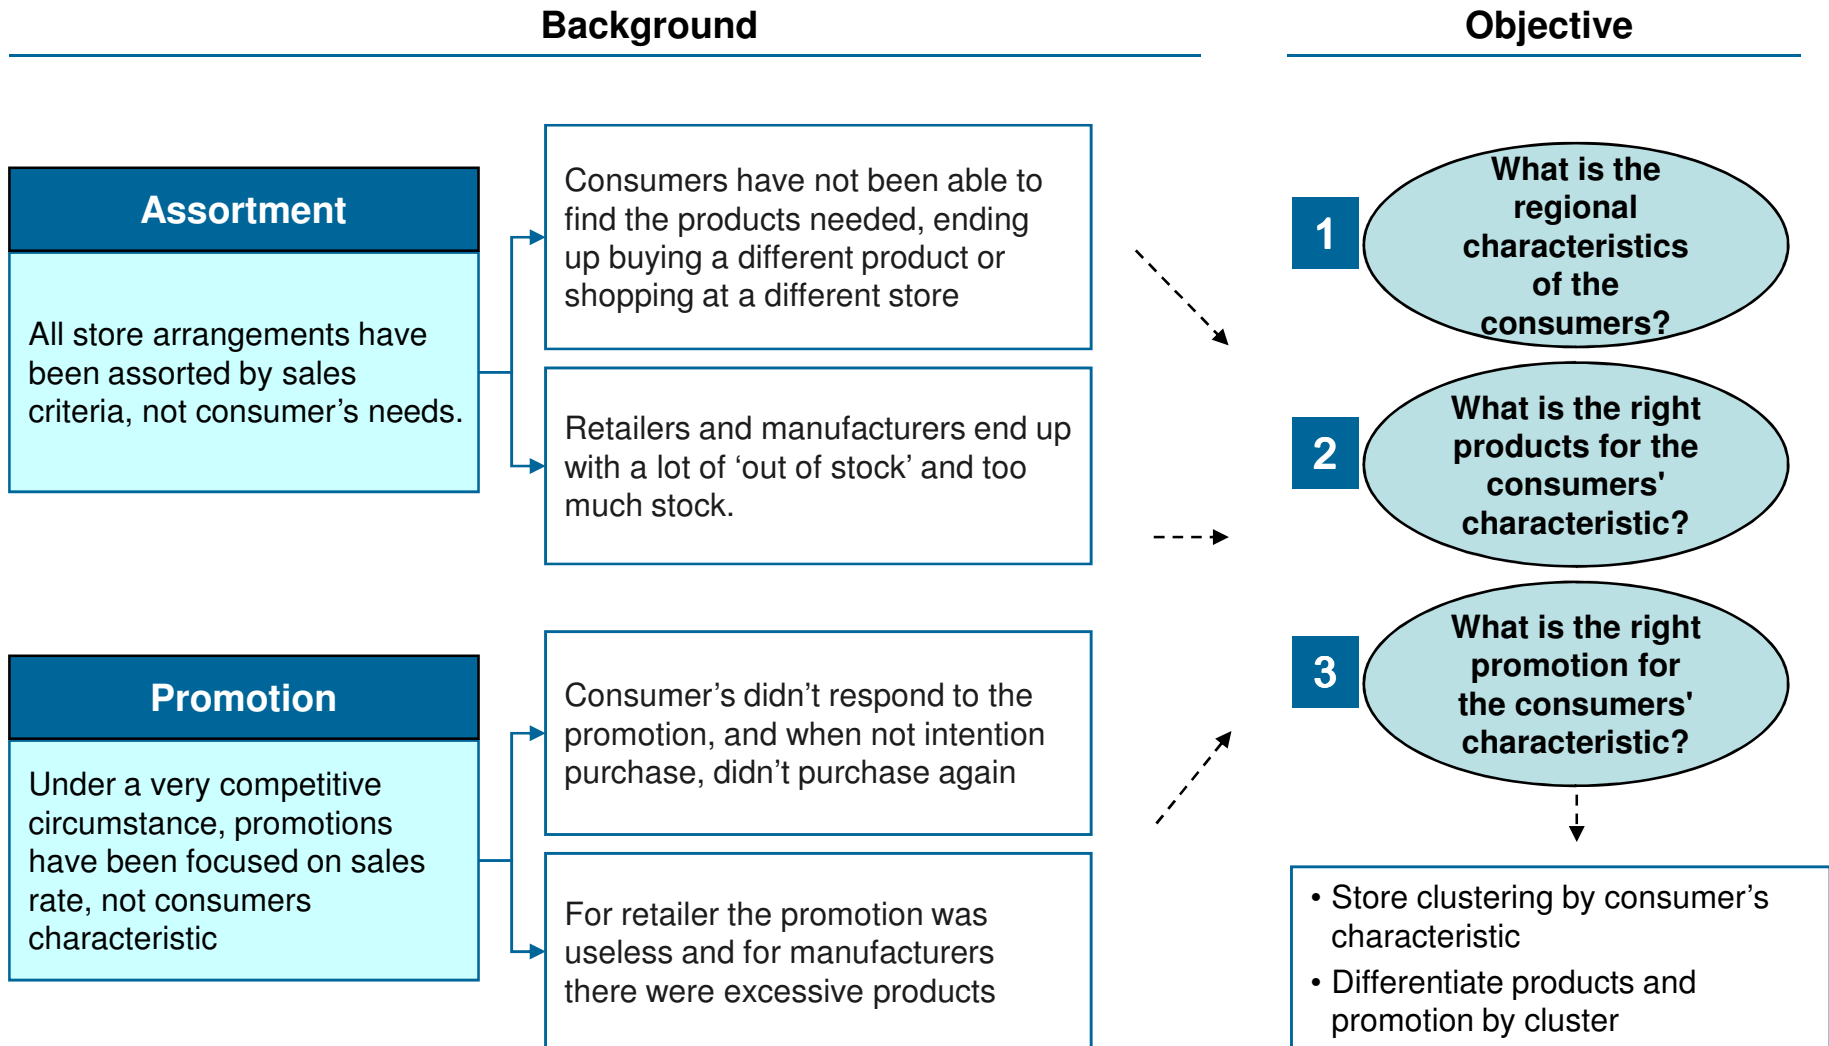 Background
Objective
Assortment
All store arrangements have
been assorted by sales
criteria, not consumer’s needs.
Consumers have not been able to
find the products needed, ending
up buying a different product or
shopping at a different store
Retailers and manufacturers end up
with a lot of ‘out of stock’ and too
much stock.
Promotion
Under a very competitive
circumstance, promotions
have been focused on sales
rate, not consumers
characteristic
Consumer’s didn’t respond to the
promotion, and when not intention
purchase, didn’t purchase again
For retailer the promotion was
useless and for manufacturers
there were excessive products
1
What is the
regional
characteristics
of the
consumers?
2
What is the right
products for the
consumers'
characteristic?
3
What is the right
promotion for
the consumers'
characteristic?
• Store clustering by consumer’s
characteristic
• Differentiate products and
promotion by cluster